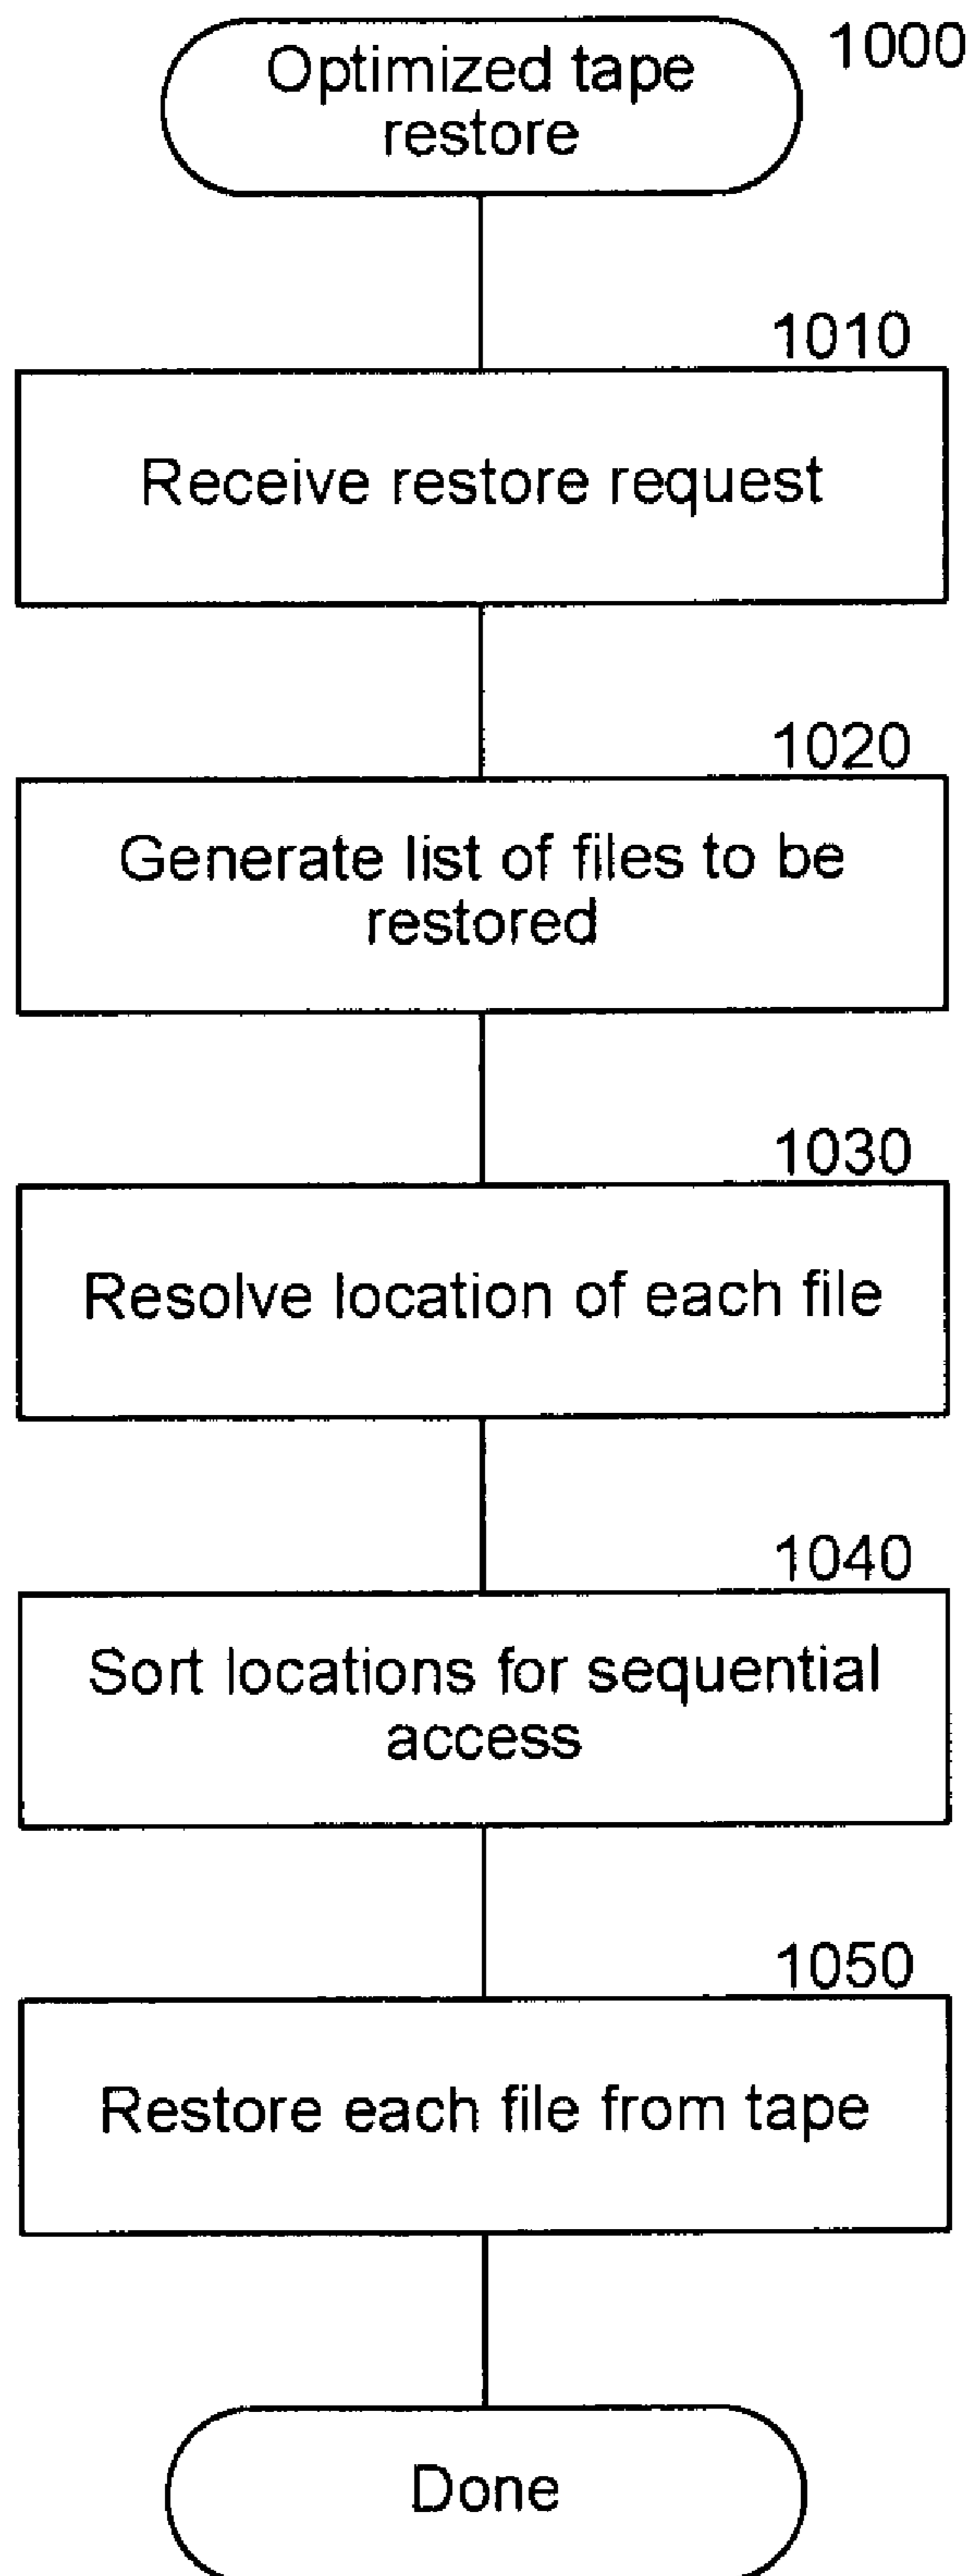 Optimized tape
restore
1000
1010
Receive restore request
1020
Generate list of files to be
restored
1030
Resolve location of each file
1040
Sort locations for sequential
access
1050
Restore each file from tape
Done